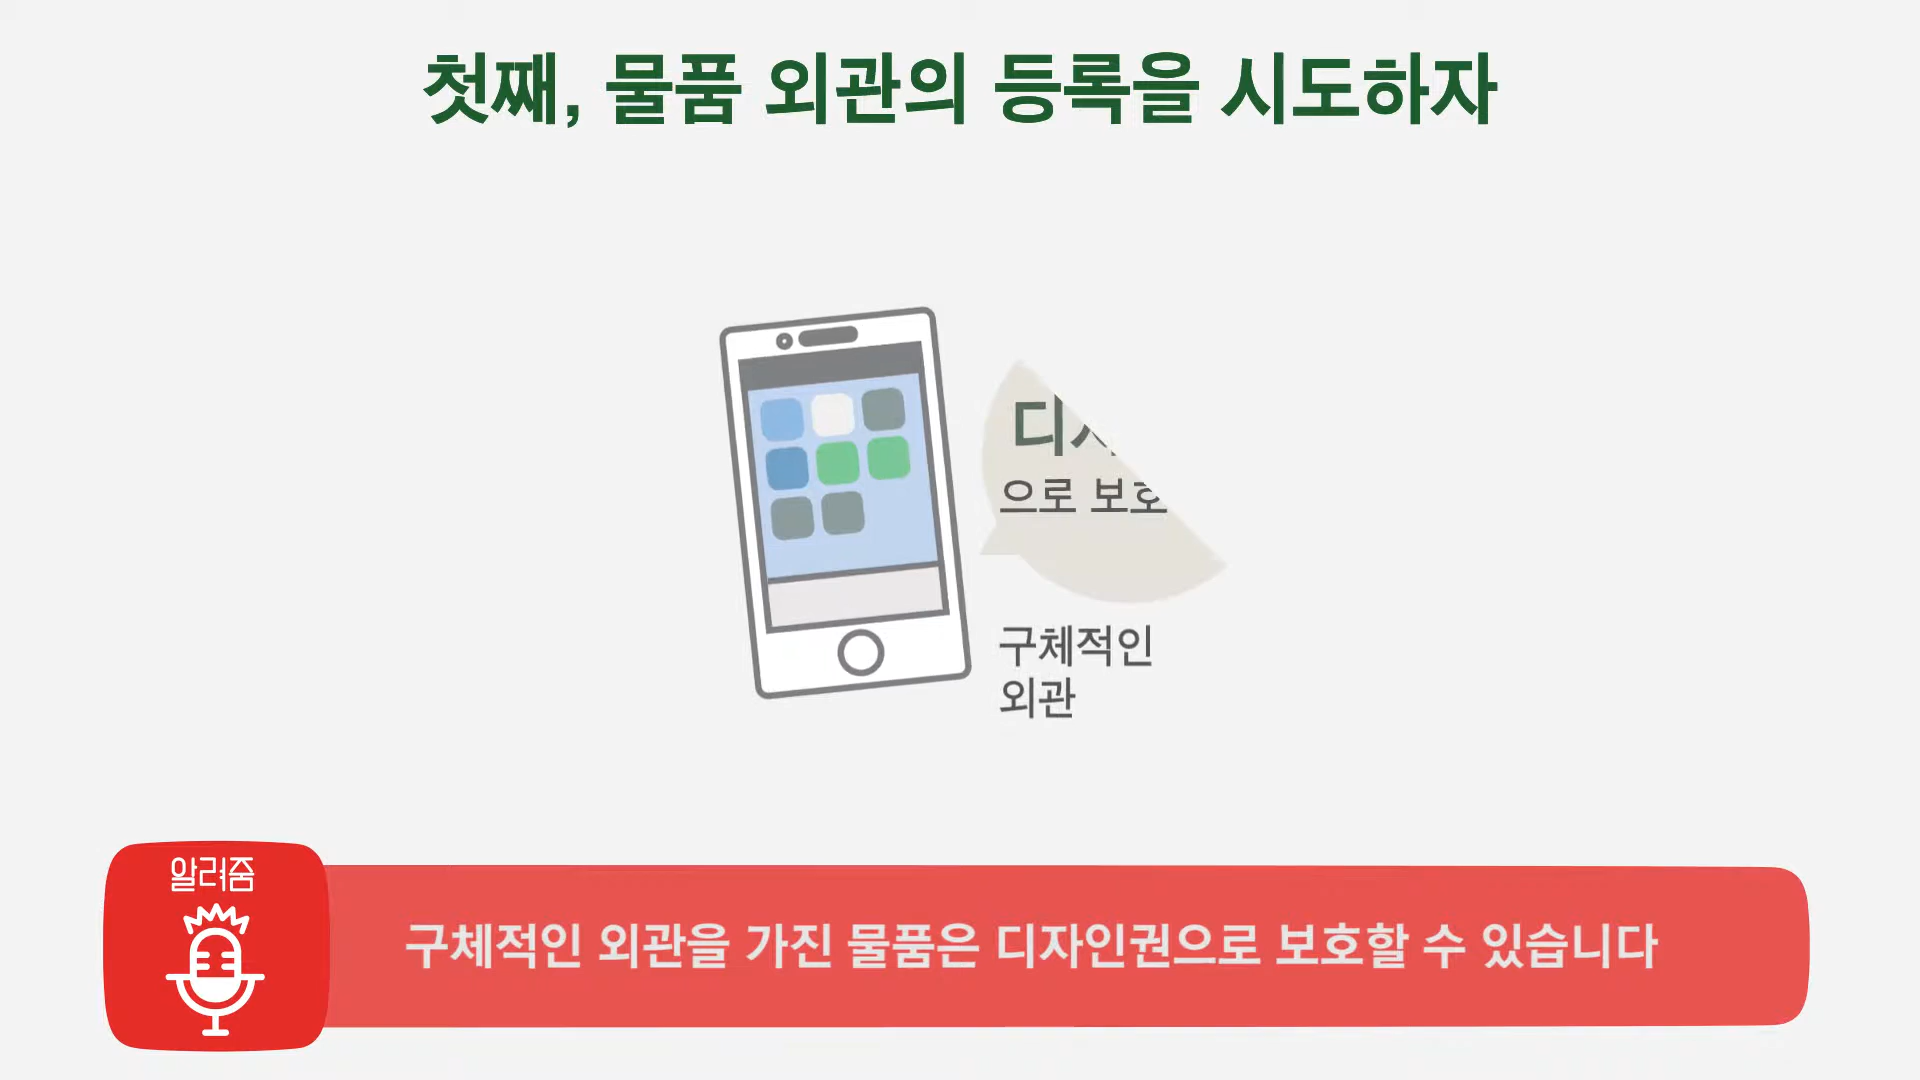 첫째, 물품 외관의 등록을 시도하자
으로
구체적인
외관
알려줌
구체적인 외관을 가진 물품은 디자인권으로 보호할 수 있습니다